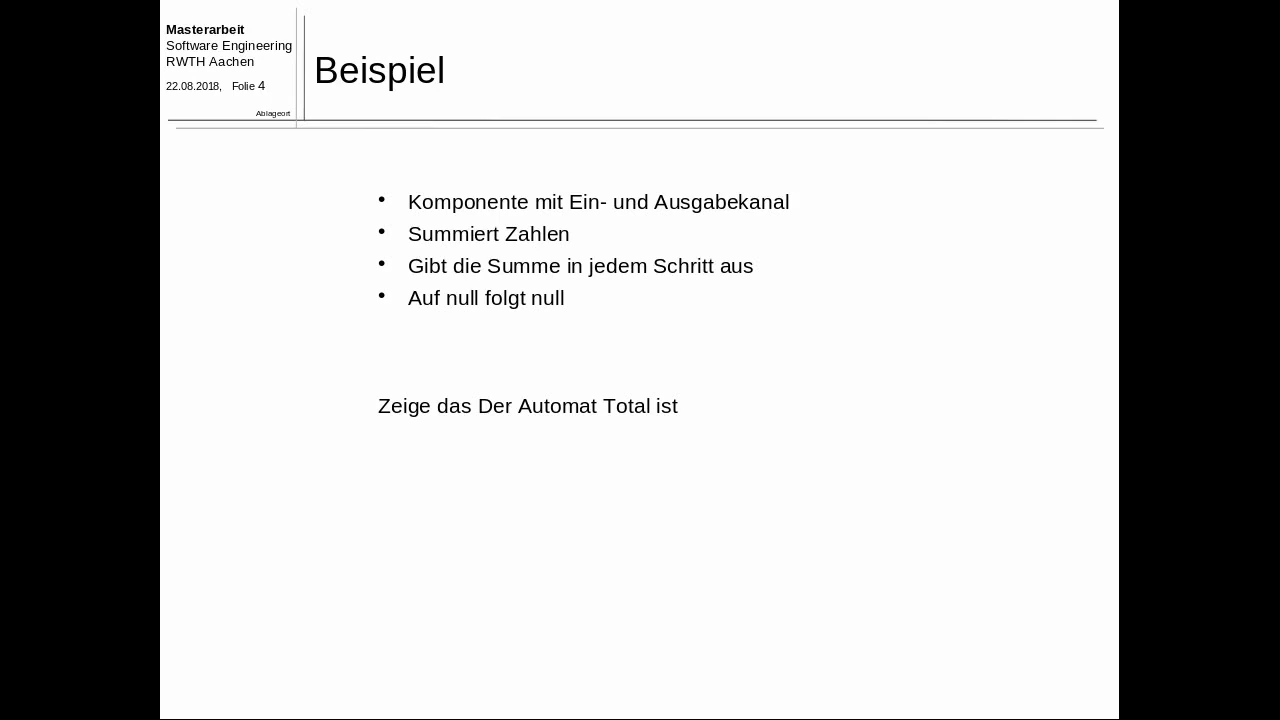 Masterarbeit
Software Engineering
RWTH Aachen
22.08.2018, Folie 4
Ablageort
Beispiel
• Komponente mit Ein- und Ausgabekanal
• Summiert Zahlen
• Gibt die Summe in jedem Schritt aus
• Auf null folgt null
Zeige das Der Automat Total ist